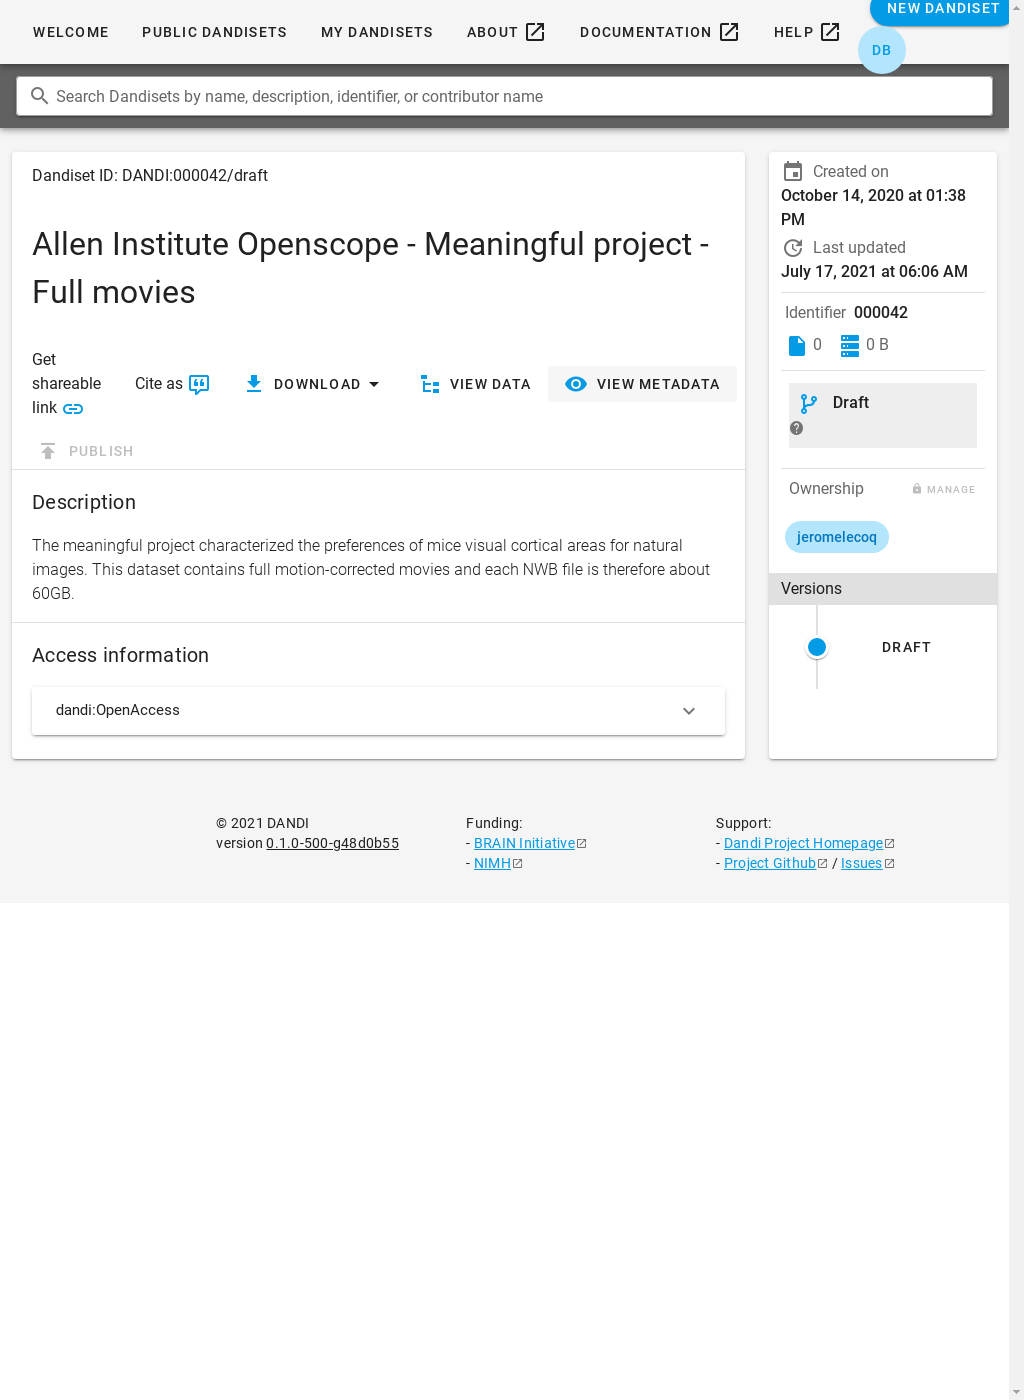 WELCOME PUBLIC DANDISETS MY DANDISETS ABOUT DOCUMENTATION HELP NEW DANDISET
DB
Search Dandisets by name, description, identifier, or contributor name
Dandiset ID: DANDI:000042/draft
Allen Institute Openscope - Meaningful project -
Full movies
Get
shareable
link
Cite as
DOWNLOAD
VIEW DATA
VIEW METADATA
PUBLISH
Description
The meaningful project characterized the preferences of mice visual cortical areas for natural
images. This dataset contains full motion-corrected movies and each NWB file is therefore about
60GB.
Access information
dandi:OpenAccess
Created on
October 14, 2020 at 01:38
PM
Last updated
July 17, 2021 at 06:06 AM
Identifier 000042
0 0 B
Draft
Ownership MANAGE
jeromelecoq
Versions
DRAFT
© 2021 DANDI
version 0.1.0-500-g48d0b55
Funding:
- BRAIN Initiative
- NIMH
Support:
- Dandi Project Homepage
- Project Github / Issues